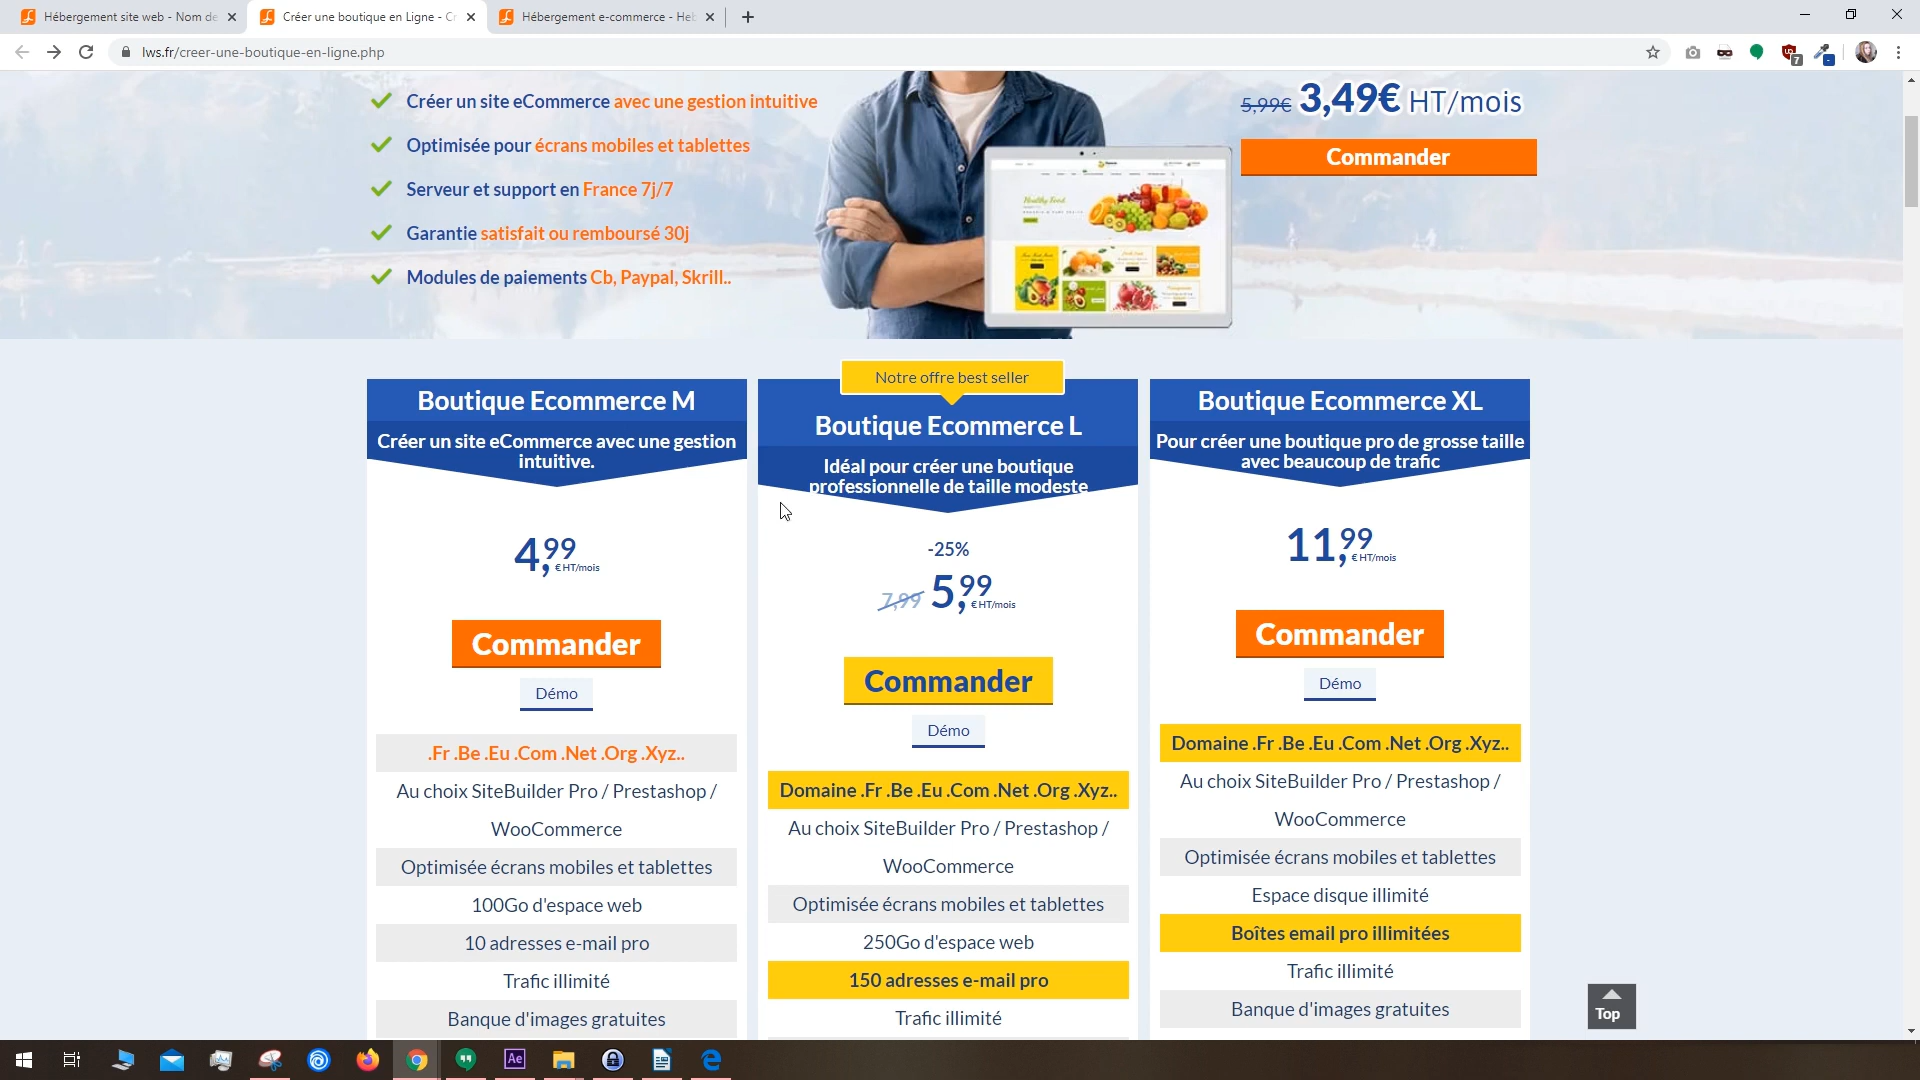 Hébergement site web - Nom de
Créer une boutique en Ligne - Cr
Hébergement e-commerce - Heb
lws.fr/creer-une-boutique-en-ligne.php
7
Créer un site eCommerce avec une gestion intuitive
Optimisée pour écrans mobiles et tablettes
Serveur et support en France 7j/7
Garantie satisfait ou remboursé 30j
Modules de paiements Cb, Paypal, Skrill..
5,99€ 3,49€ HT/mois
Commander
Healthy Food
Boutique Ecommerce M
Créer un site eCommerce avec une gestion
intuitive.
4,99 € HT/mois
Commander
Démo
.Fr .Be .Eu .Com .Net .Org .Xyz..
Au choix SiteBuilder Pro / Prestashop /
WooCommerce
Optimisée écrans mobiles et tablettes
100Go d'espace web
10 adresses e-mail pro
Trafic illimité
Banque d'images gratuites
Notre offre best seller
Boutique Ecommerce L
Idéal pour créer une boutique
professionnelle de taille modeste
-25%
7,99 5,99 € HT/mois
Commander
Démo
Domaine .Fr .Be .Eu .Com .Net .Org .Xyz..
Au choix SiteBuilder Pro / Prestashop /
WooCommerce
Optimisée écrans mobiles et tablettes
250Go d'espace web
150 adresses e-mail pro
Trafic illimité
Boutique Ecommerce XL
Pour créer une boutique pro de grosse taille
avec beaucoup de trafic
11,99 € HT/mois
Commander
Démo
Domaine .Fr .Be .Eu .Com .Net .Org .Xyz..
Au choix SiteBuilder Pro / Prestashop /
WooCommerce
Optimisée écrans mobiles et tablettes
Espace disque illimité
Boîtes email pro illimitées
Trafic illimité
Banque d'images gratuites
Top
Ae